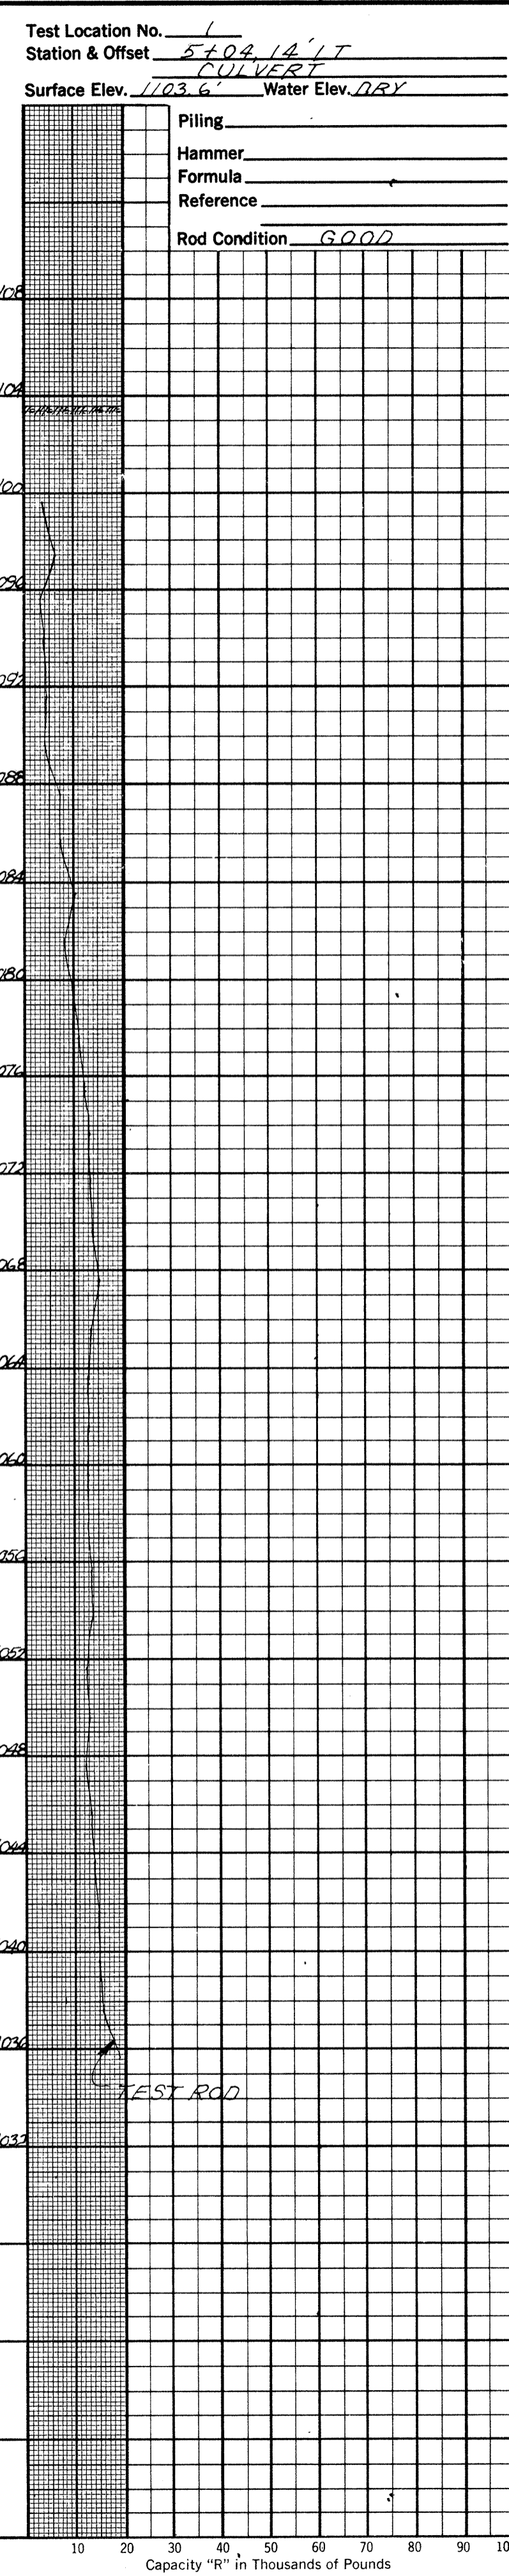 Test Location No. 1
Station & Offset 5+04, 14' LT
CULVERT
Surface Elev. 1103.6' Water Elev. DRY
Piling
Hammer
Formula
Reference
Rod Condition GOOD
108
104
100
096
092
088
084
080
076
072
068
064
060
056
052
048
044
040
036
TEST ROD
032
10 20 30 40 50 60 70 80 90 10
Capacity "R" in Thousands of Pounds